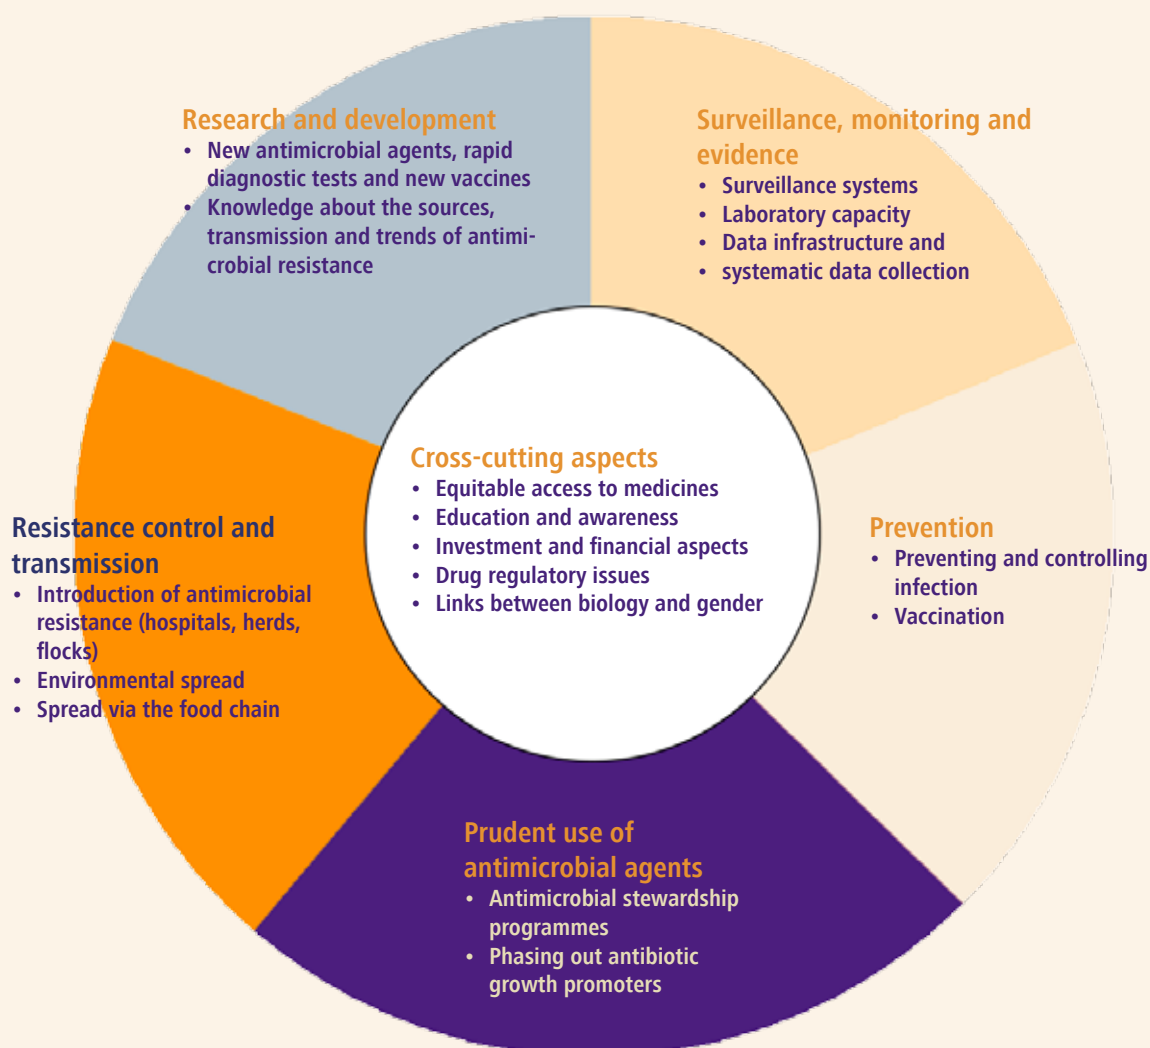 Research and development
• New antimicrobial agents, rapid
diagnostic tests and new vaccines
• Knowledge about the sources,
transmission and trends of antimi-
crobial resistance
Surveillance, monitoring and
evidence
• Surveillance systems
• Laboratory capacity
• Data infrastructure and
• systematic data collection
Cross-cutting aspects
• Equitable access to medicines
• Education and awareness
• Investment and financial aspects
• Drug regulatory issues
• Links between biology and gender
Resistance control and
transmission
• Introduction of antimicrobial
resistance (hospitals, herds,
flocks)
• Environmental spread
• Spread via the food chain
Prevention
• Preventing and controlling
infection
• Vaccination
Prudent use of
antimicrobial agents
• Antimicrobial stewardship
programmes
• Phasing out antibiotic
growth promoters